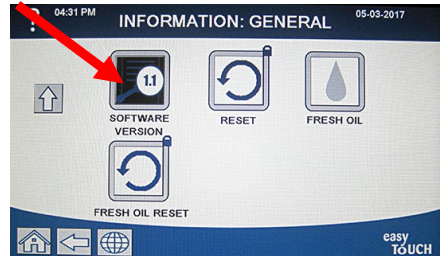 04:31 PM
INFORMATION: GENERAL
05-03-2017
1.1
SOFTWARE
VERSION
RESET
FRESH OIL
FRESH OIL RESET
easy
TOUCH